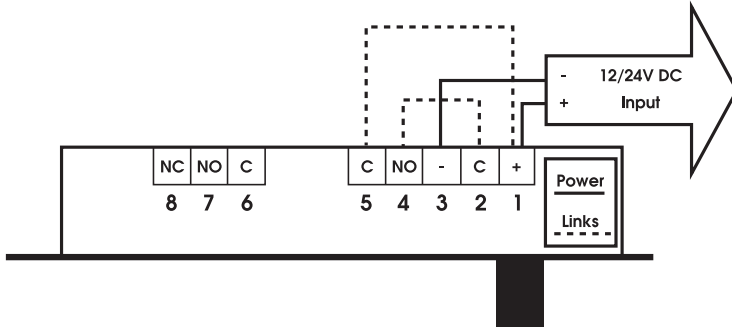 - 12/24V DC
+ Input
NC NO C C NO - C +
8 7 6 5 4 3 2 1
Power
Links